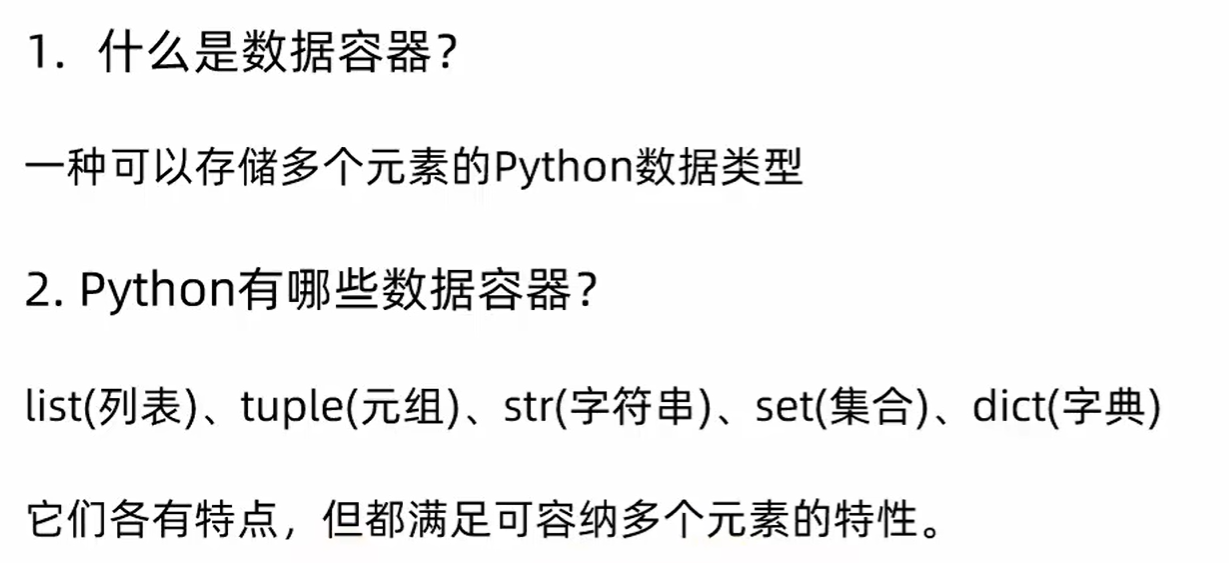 1. 什么是数据容器？
一种可以存储多个元素的Python数据类型
2. Python有哪些数据容器？
list(列表)、tuple(元组)、str(字符串)、set(集合)、dict(字典)
它们各有特点，但都满足可容纳多个元素的特性。